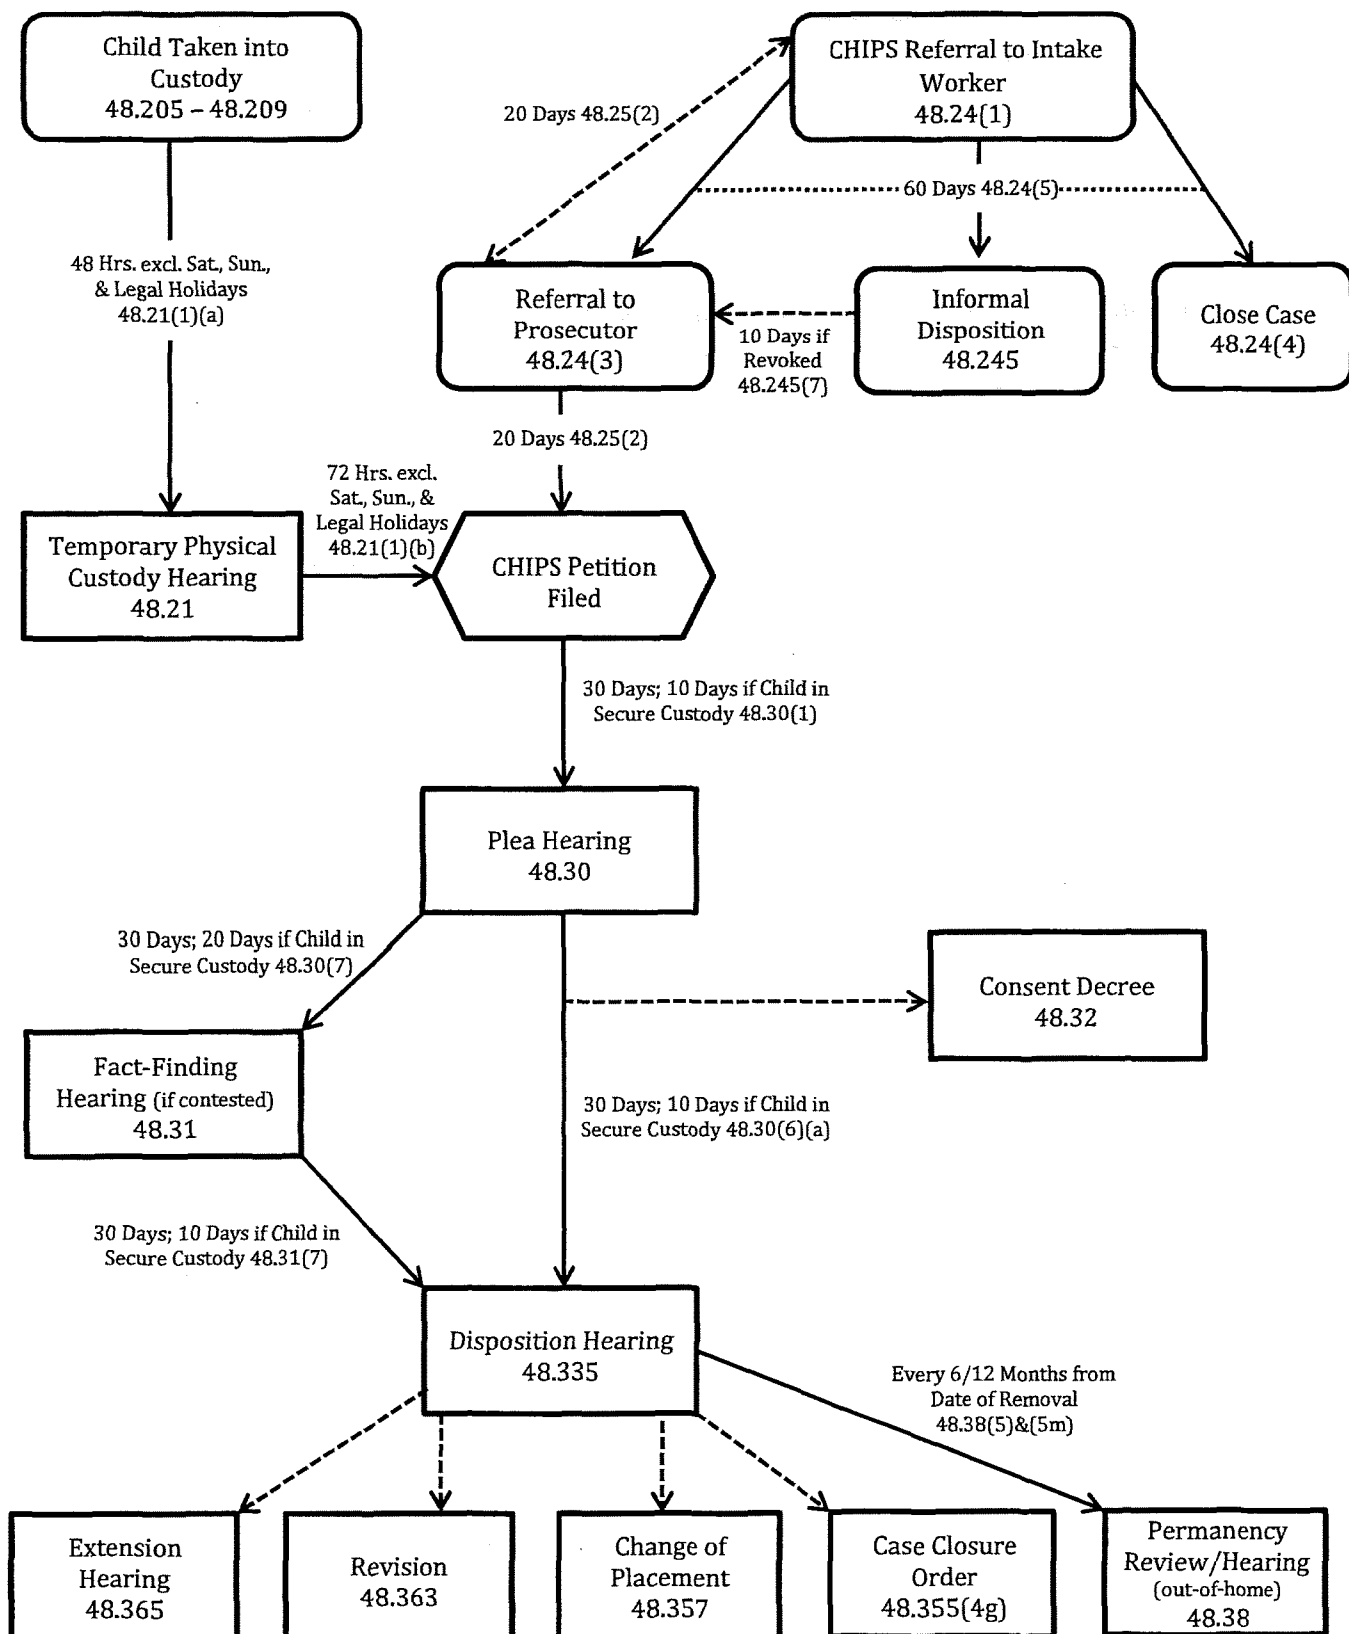 Child Taken into
Custody
48.205 – 48.209
CHIPS Referral to Intake
Worker
48.24(1)
20 Days 48.25(2)
60 Days 48.24(5)
48 Hrs. excl. Sat., Sun.,
& Legal Holidays
48.21(1)(a)
Referral to
Prosecutor
48.24(3)
10 Days if
Revoked
48.245(7)
Informal
Disposition
48.245
Close Case
48.24(4)
20 Days 48.25(2)
72 Hrs. excl.
Sat., Sun., &
Legal Holidays
48.21(1)(b)
Temporary Physical
Custody Hearing
48.21
CHIPS Petition
Filed
30 Days; 10 Days if Child in
Secure Custody 48.30(1)
Plea Hearing
48.30
30 Days; 20 Days if Child in
Secure Custody 48.30(7)
Consent Decree
48.32
Fact-Finding
Hearing (if contested)
48.31
30 Days; 10 Days if Child in
Secure Custody 48.30(6)(a)
30 Days; 10 Days if Child in
Secure Custody 48.31(7)
Disposition Hearing
48.335
Every 6/12 Months from
Date of Removal
48.38(5)&(5m)
Extension
Hearing
48.365
Revision
48.363
Change of
Placement
48.357
Case Closure
Order
48.355(4g)
Permanency
Review/Hearing
(out-of-home)
48.38